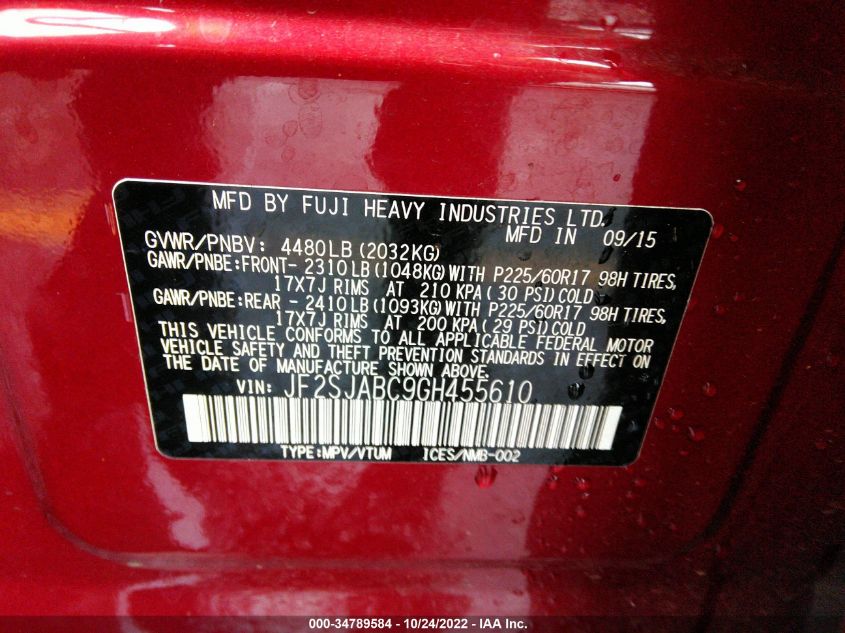 MFD BY FUJI HEAVY INDUSTRIES LTD.
MFD IN 09/15
GVWR/PNBV: 4480LB (2032KG)
GAWR/PNBE:FRONT- 2310LB (1048KG) WITH P225/60R17 98H TIRES,
17X7J RIMS AT 210 KPA ( 30 PSI) COLD
GAWR/PNBE:REAR - 2410LB (1093KG) WITH P225/60R17 98H TIRES,
17X7J RIMS AT 200 KPA ( 29 PSI) COLD
THIS VEHICLE CONFORMS TO ALL APPLICABLE FEDERAL MOTOR
VEHICLE SAFETY AND THEFT PREVENTION STANDARDS IN EFFECT ON
THE DATE OF MANUFACTURE SHOWN ABOVE.
VIN: JF2SJABC9GH455610
TYPE:MPV/VTUM ICES/NMB-002
000-34789584 - 10/24/2022 - IAA Inc.